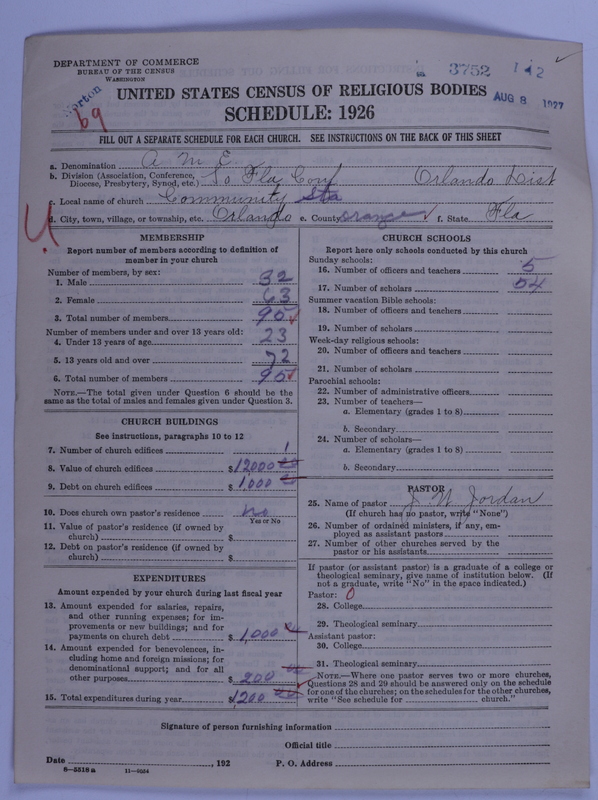 DEPARTMENT OF COMMERCE
BUREAU OF THE CENSUS
WASHINGTON
3752 142
Norton
69
UNITED STATES CENSUS OF RELIGIOUS BODIES
AUG 8 1927
SCHEDULE: 1926
FILL OUT A SEPARATE SCHEDULE FOR EACH CHURCH. SEE INSTRUCTIONS ON THE BACK OF THIS SHEET
a. Denomination A M E
b. Division (Association, Conference, Diocese, Presbytery, Synod, etc.) So Fla Conf Orlando Dist
c. Local name of church Community Sta
d. City, town, village, or township, etc. Orlando e. County orange f. State Fla
U.
MEMBERSHIP
Report number of members according to definition of
member in your church
Number of members, by sex:
1. Male 32
2. Female 63
3. Total number of members 95
Number of members under and over 13 years old:
4. Under 13 years of age 23
5. 13 years old and over 72
6. Total number of members 95
NOTE.—The total given under Question 6 should be the
same as the total of males and females given under Question 3.
CHURCH BUILDINGS
See instructions, paragraphs 10 to 12
7. Number of church edifices 1
8. Value of church edifices $12000 00
9. Debt on church edifices $1,000 00
10. Does church own pastor's residence? No
Yes or No
11. Value of pastor's residence (if owned by
church) $
12. Debt on pastor's residence (if owned by
church) $
EXPENDITURES
Amount expended by your church during last fiscal year
13. Amount expended for salaries, repairs,
and other running expenses; for im-
provements or new buildings; and for
payments on church debt $1,000 00
14. Amount expended for benevolences, in-
cluding home and foreign missions; for
denominational support; and for all
other purposes $200 00
15. Total expenditures during year $1200 00
CHURCH SCHOOLS
Report here only schools conducted by this church
Sunday schools:
16. Number of officers and teachers 5
17. Number of scholars 54
Summer vacation Bible schools:
18. Number of officers and teachers
19. Number of scholars
Week-day religious schools:
20. Number of officers and teachers
21. Number of scholars
Parochial schools:
22. Number of administrative officers
23. Number of teachers—
a. Elementary (grades 1 to 8)
b. Secondary
24. Number of scholars—
a. Elementary (grades 1 to 8)
b. Secondary
PASTOR
25. Name of pastor J. W. Jordan
(If church has no pastor, write "None")
26. Number of ordained ministers, if any, em-
ployed as assistant pastors
27. Number of other churches served by the
pastor or his assistants
If pastor (or assistant pastor) is a graduate of a college or
theological seminary, give name of institution below. (If
not a graduate, write "No" in the space indicated.)
Pastor: 0
28. College
29. Theological seminary
Assistant pastor:
30. College
31. Theological seminary
NOTE.—Where one pastor serves two or more churches,
Questions 28 and 29 should be answered only on the schedule
for one of the churches; on the schedules for the other churches,
write "See schedule for church."
Signature of person furnishing information
Official title
Date , 192 P. O. Address
8—5518 a 11—6034